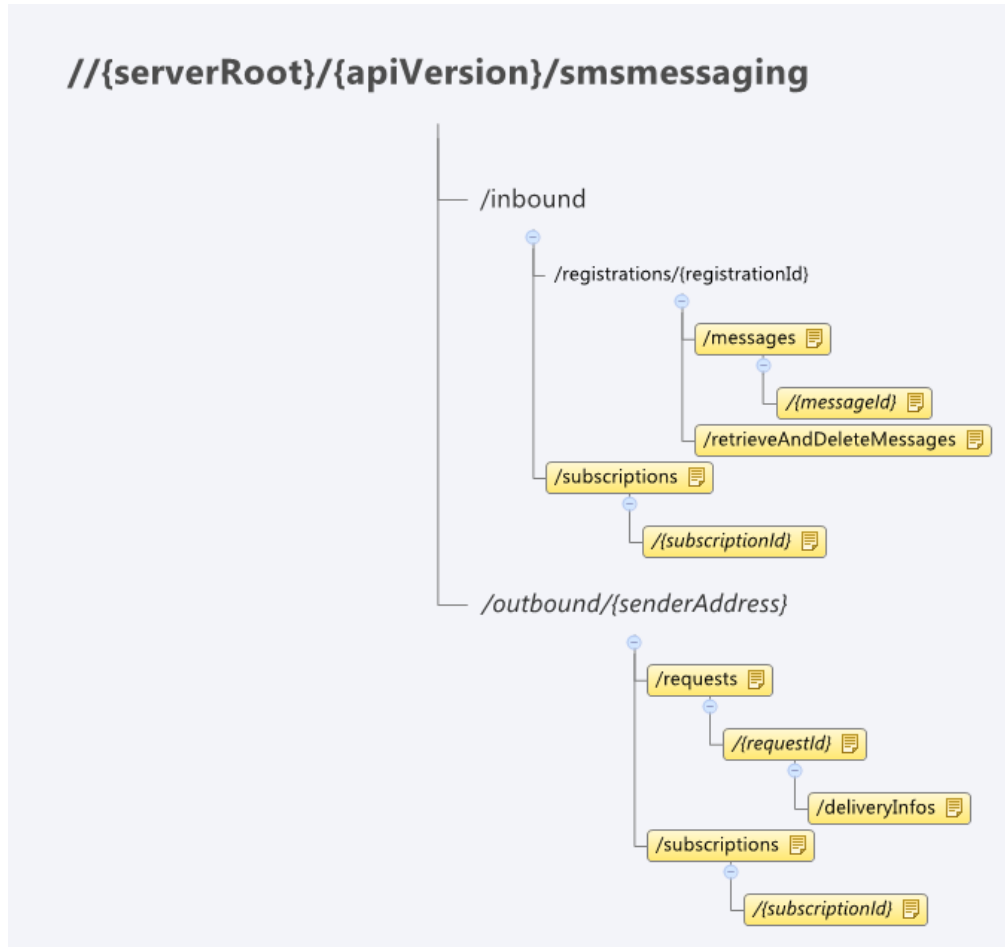 //{serverRoot}/{apiVersion}/smsmessaging
/inbound
/registrations/{registrationId}
/messages
/{messageId}
/retrieveAndDeleteMessages
/subscriptions
/{subscriptionId}
/outbound/{senderAddress}
/requests
/{requestId}
/deliveryInfos
/subscriptions
/{subscriptionId}